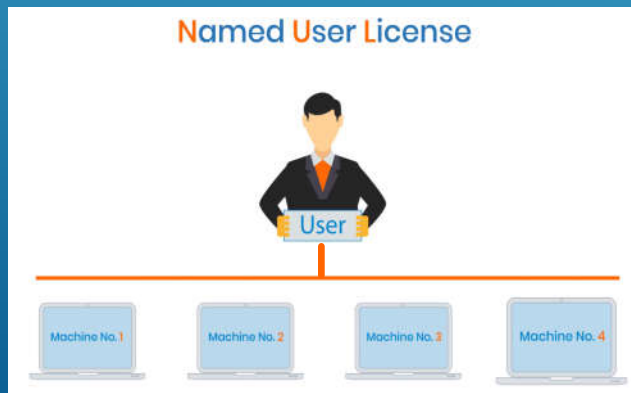 Named User License
User
Machine No. 1
Machine No. 2
Machine No. 3
Machine No. 4